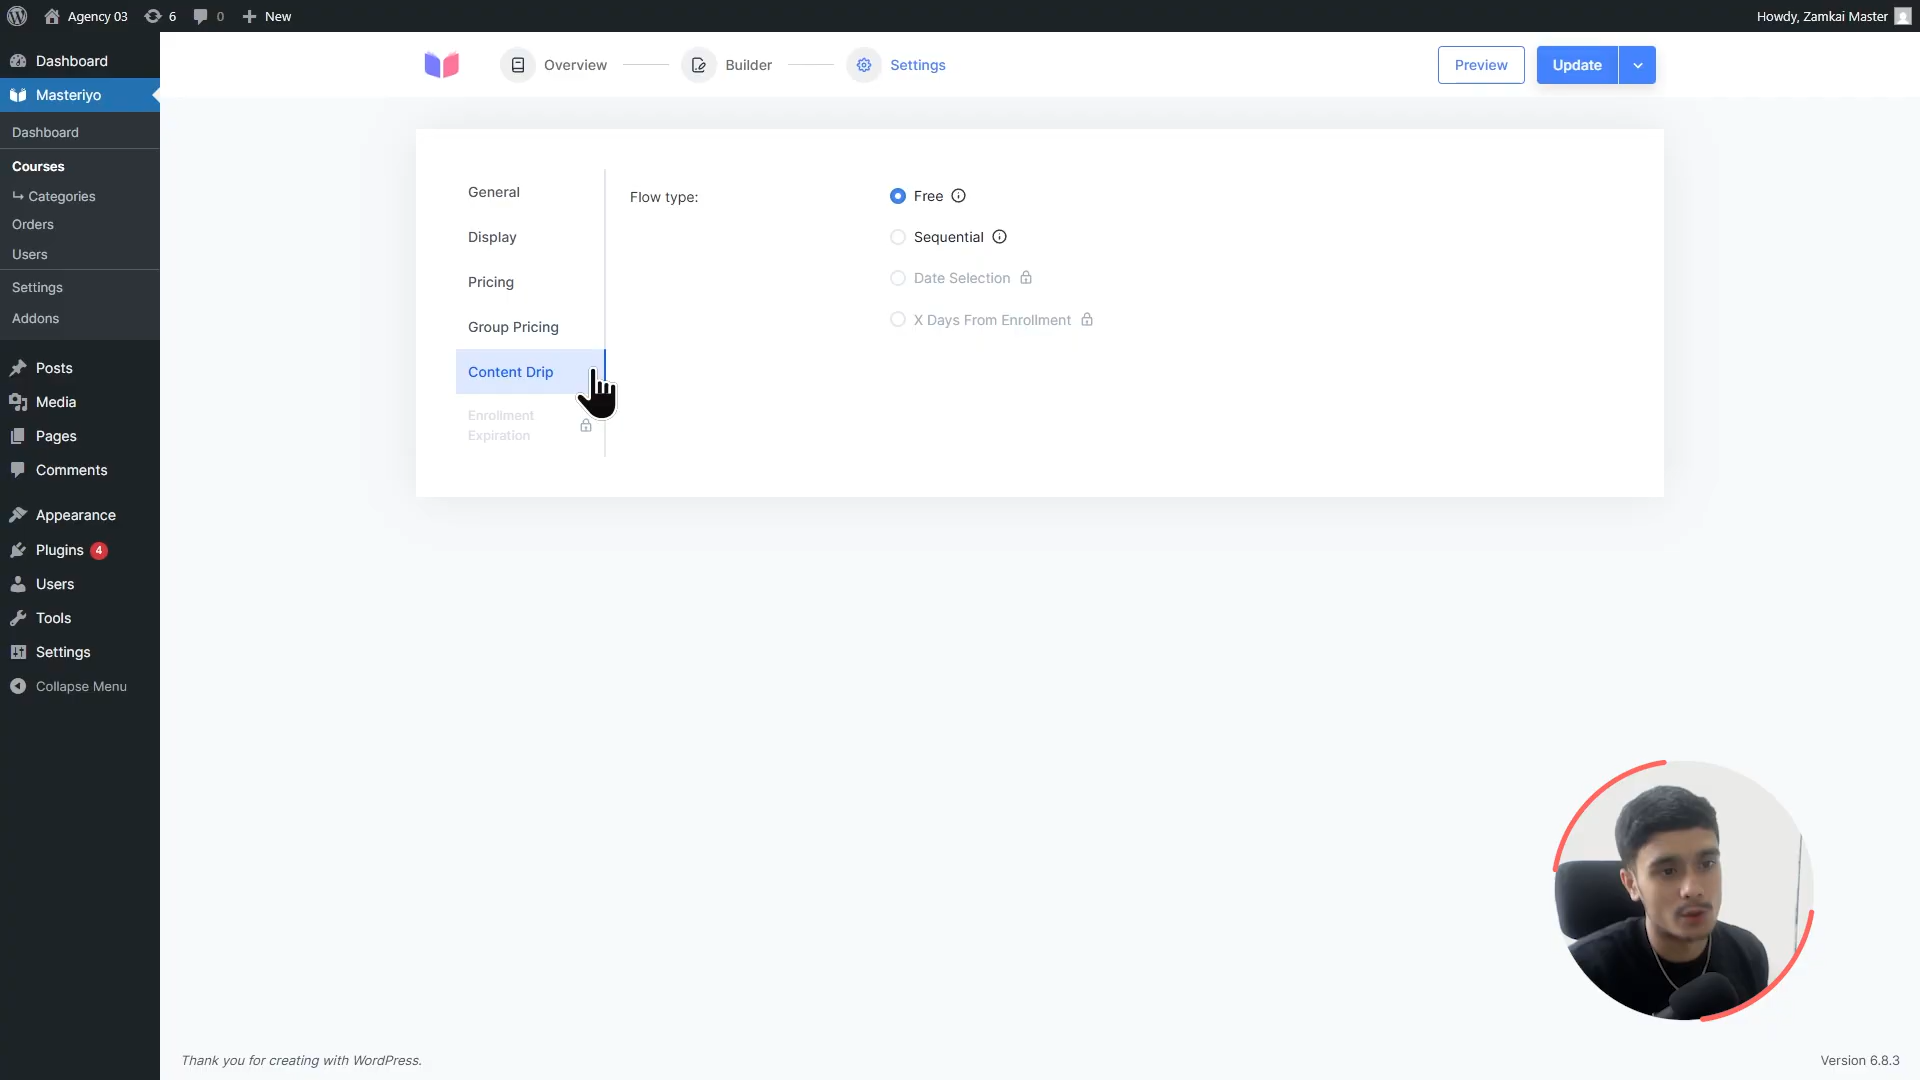 Agency 03
6
0
New
Howdy, Zamkai Master
Dashboard
Masteriyo
Dashboard
Courses
↳ Categories
Orders
Users
Settings
Addons
Posts
Media
Pages
Comments
Appearance
Plugins 4
Users
Tools
Settings
Collapse Menu
Overview
Builder
Settings
Preview
Update
General
Display
Pricing
Group Pricing
Content Drip
Enrollment
Expiration
Flow type:
Free
Sequential
Date Selection
X Days From Enrollment
Thank you for creating with WordPress.
Version 6.8.3